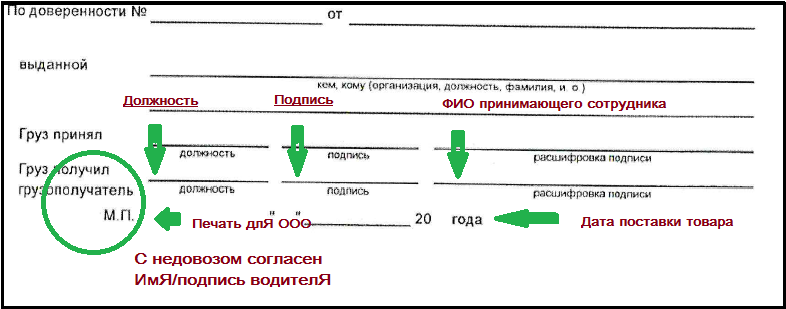 По доверенности № от
выданной
кем, кому (организация, должность, фамилия, и. о )
Должность Подпись ФИО принимающего сотрудника
Груз принял
должность подпись расшифровка подписи
Груз получил
грузополучатель
должность подпись расшифровка подписи
М.П. Печать длЯ ООО " “ 20 года Дата поставки товара
С недовозом согласен
ИмЯ/подпись водителЯ